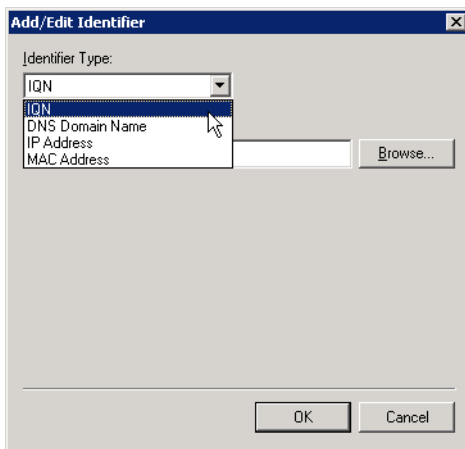 Add/Edit Identifier
Identifier Type:
IQN
IQN
DNS Domain Name
IP Address
MAC Address
Browse...
OK
Cancel